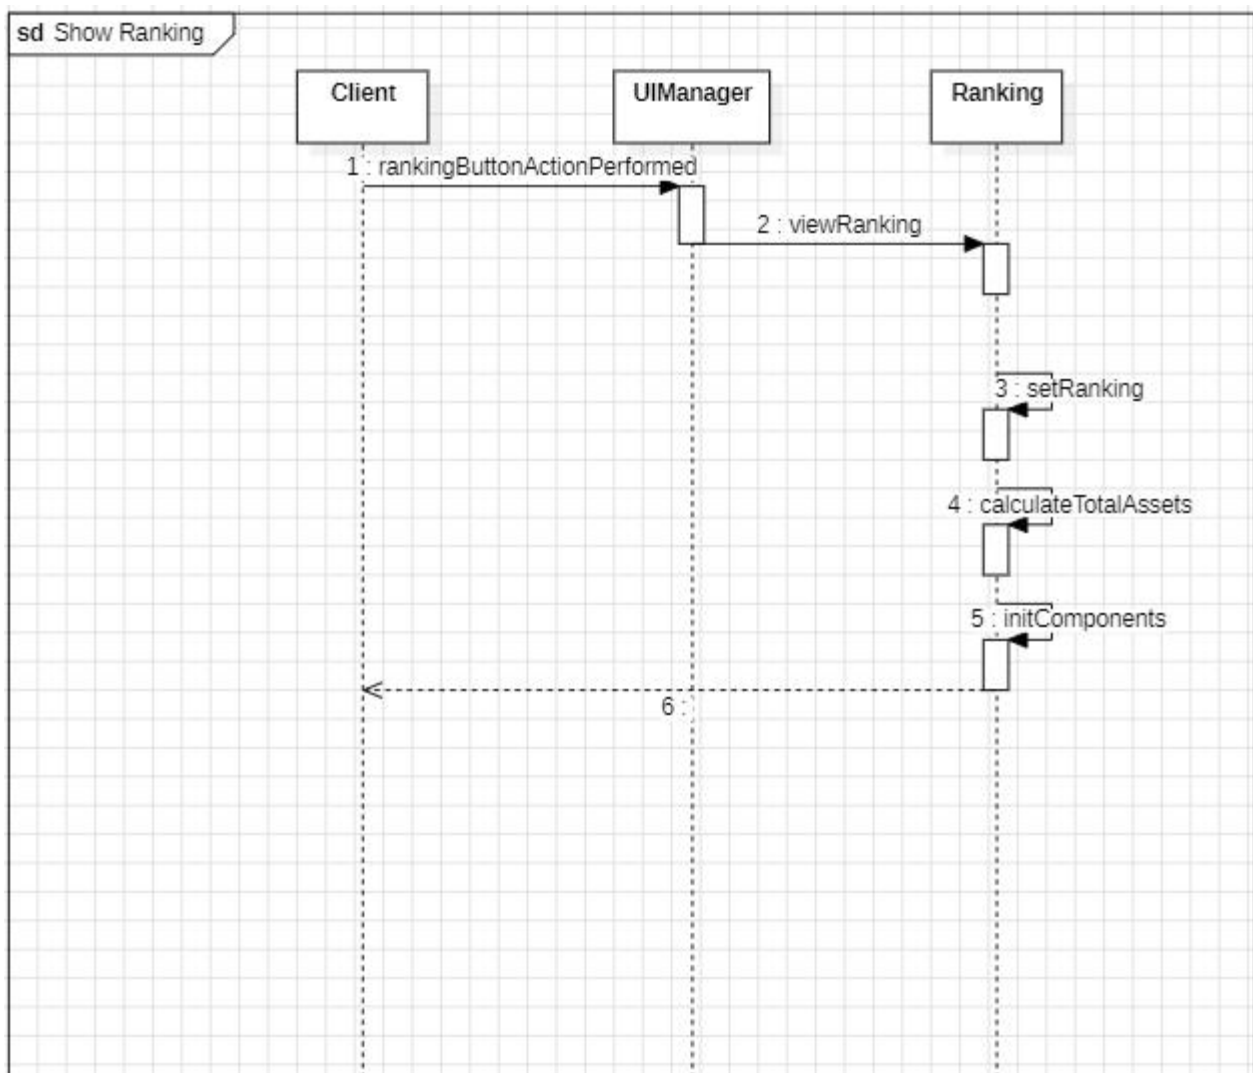 sd Show Ranking
Client
UIManager
Ranking
1 : rankingButtonActionPerformed
2 : viewRanking
3 : setRanking
4 : calculateTotalAssets
5 : initComponents
6 :